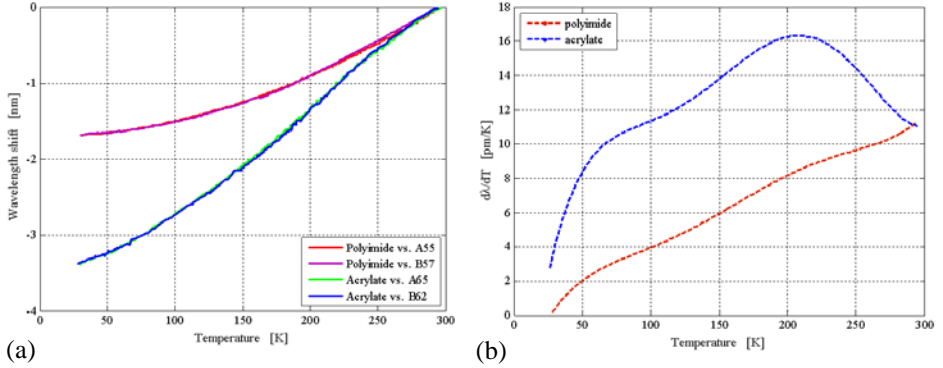 0
-1
-2
-3
-4
Wavelength shift [nm]
0 50 100 150 200 250 300
Temperature [K]
Polyimide vs. A55
Polyimide vs. B57
Acrylate vs. A65
Acrylate vs. B62
(a)
18
16
14
12
10
8
6
4
2
0
dλ/dT [pm/K]
polyimide
acrylate
0 50 100 150 200 250 300
Temperature [K]
(b)